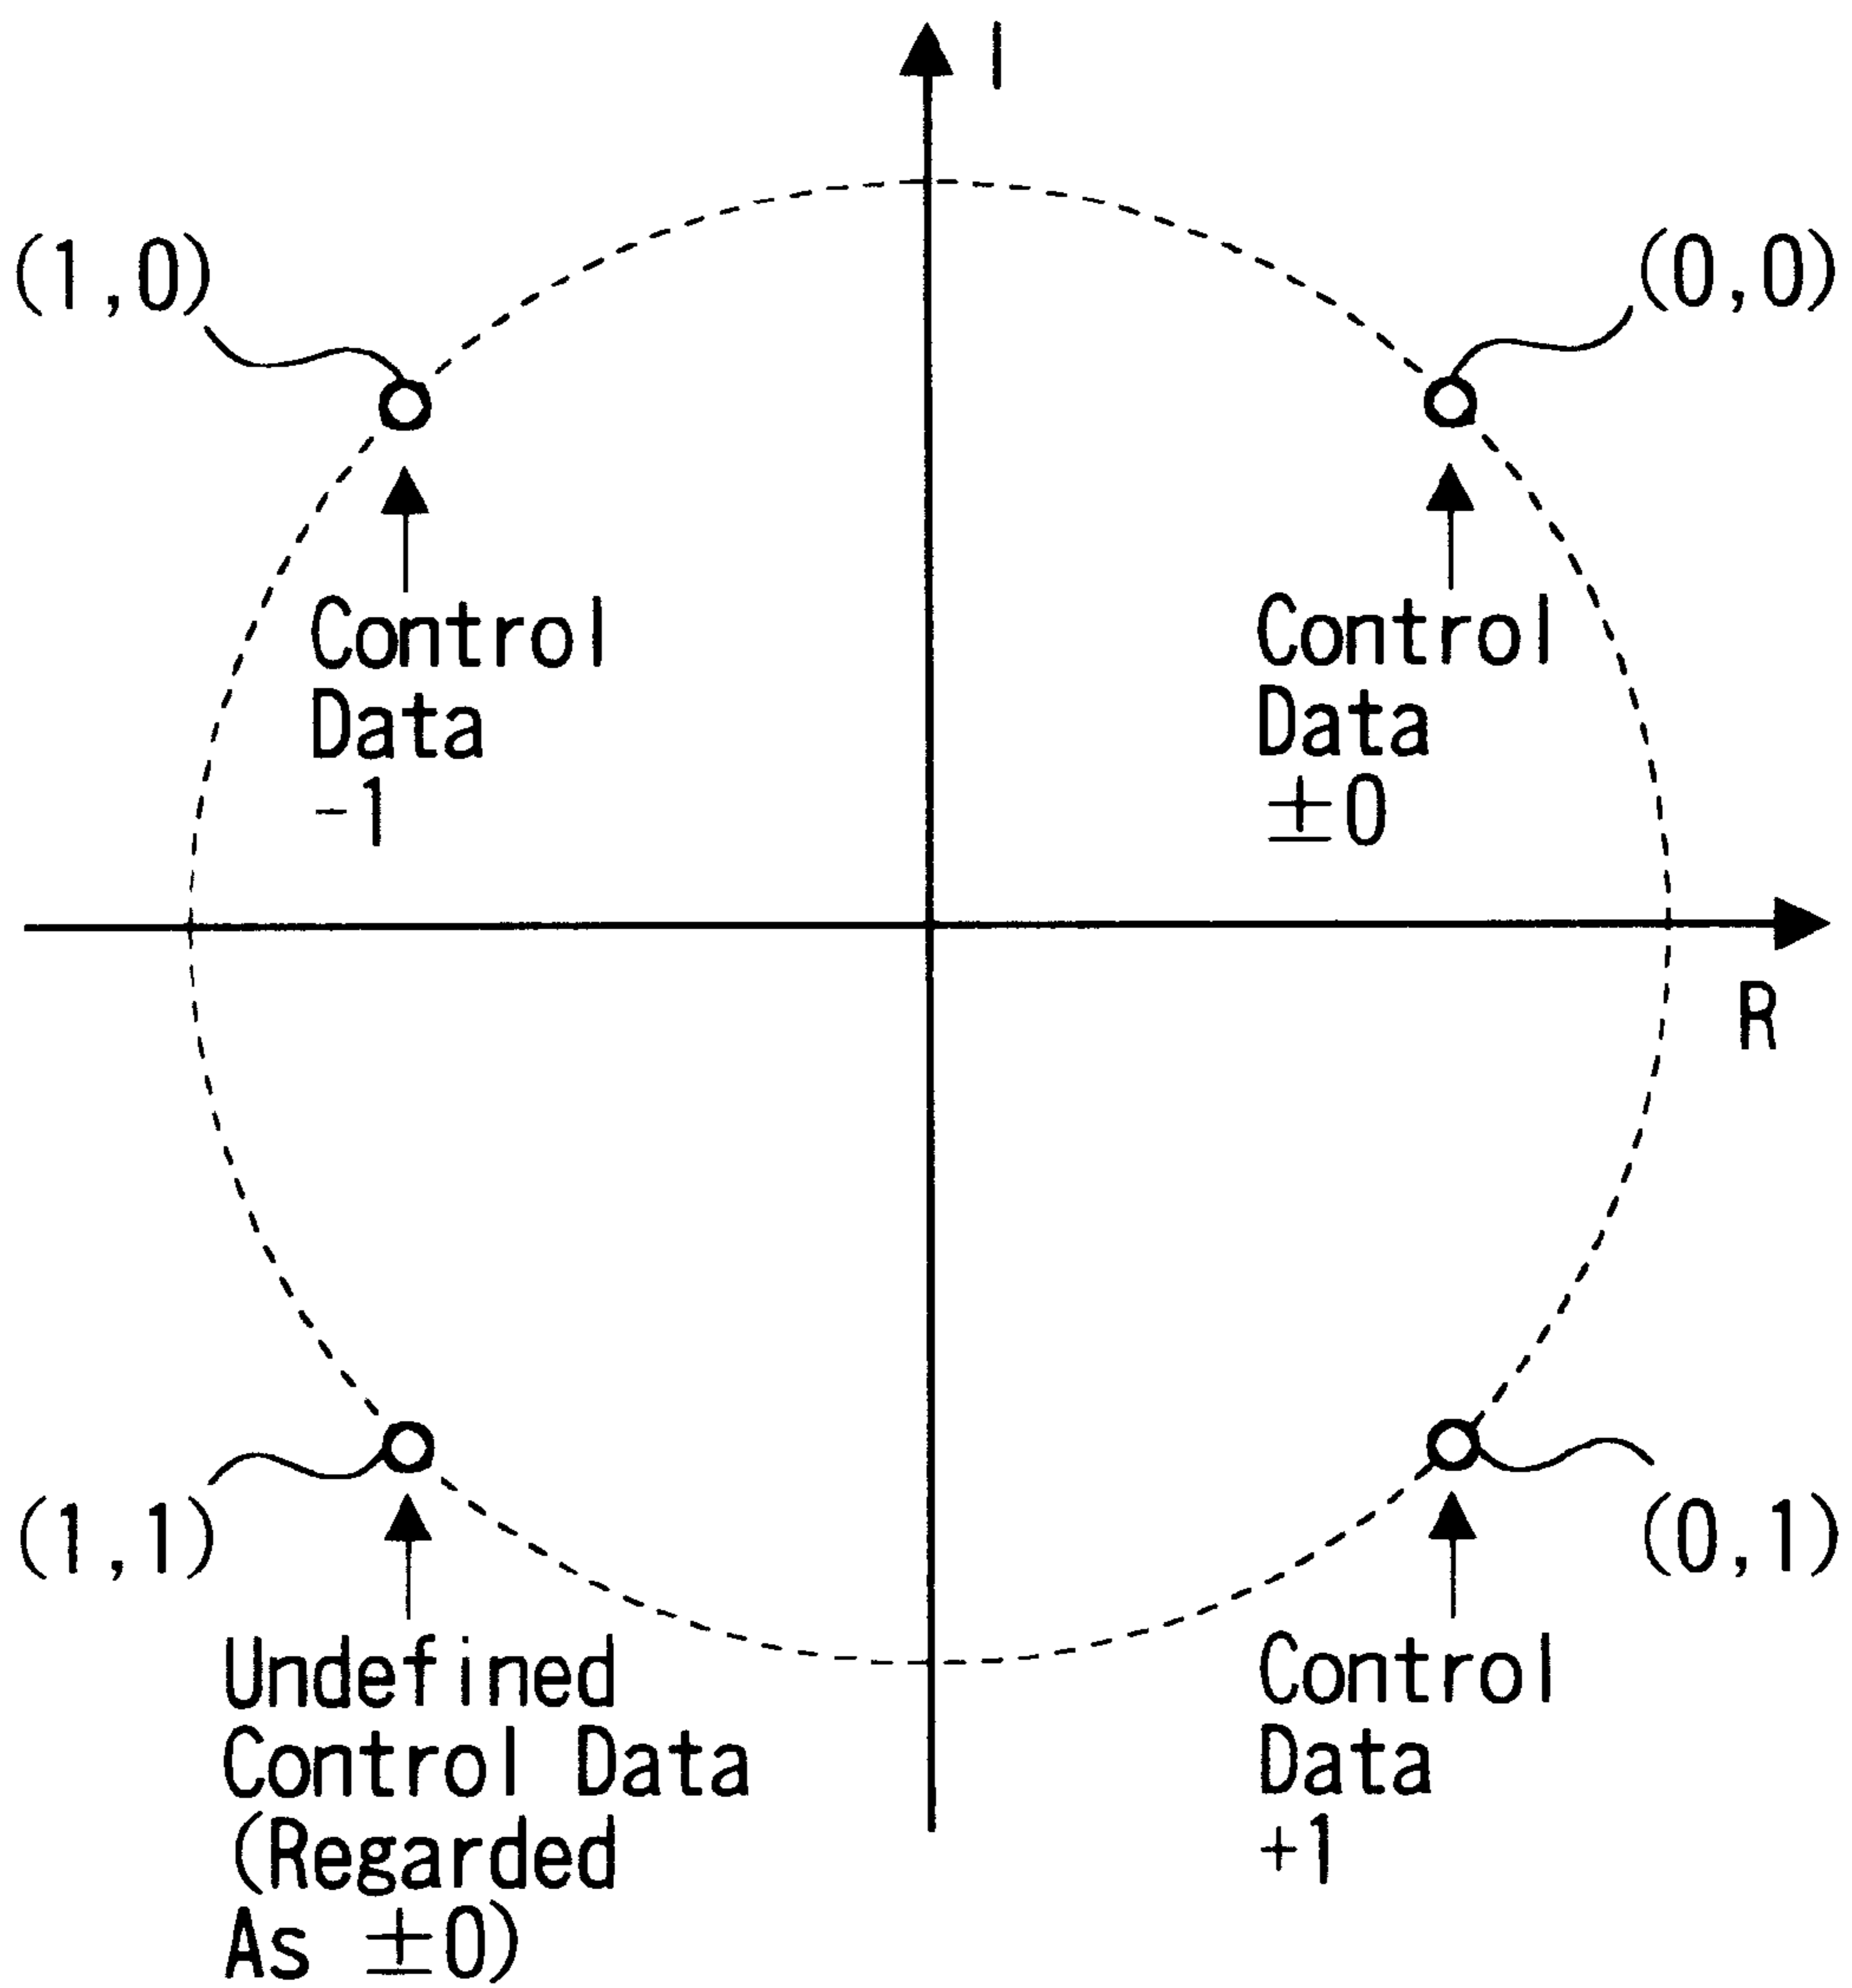 I
(1,0)
(0,0)
Control
Data
-1
Control
Data
±0
R
(1,1)
(0,1)
Undefined
Control Data
(Regarded
As ±0)
Control
Data
+1